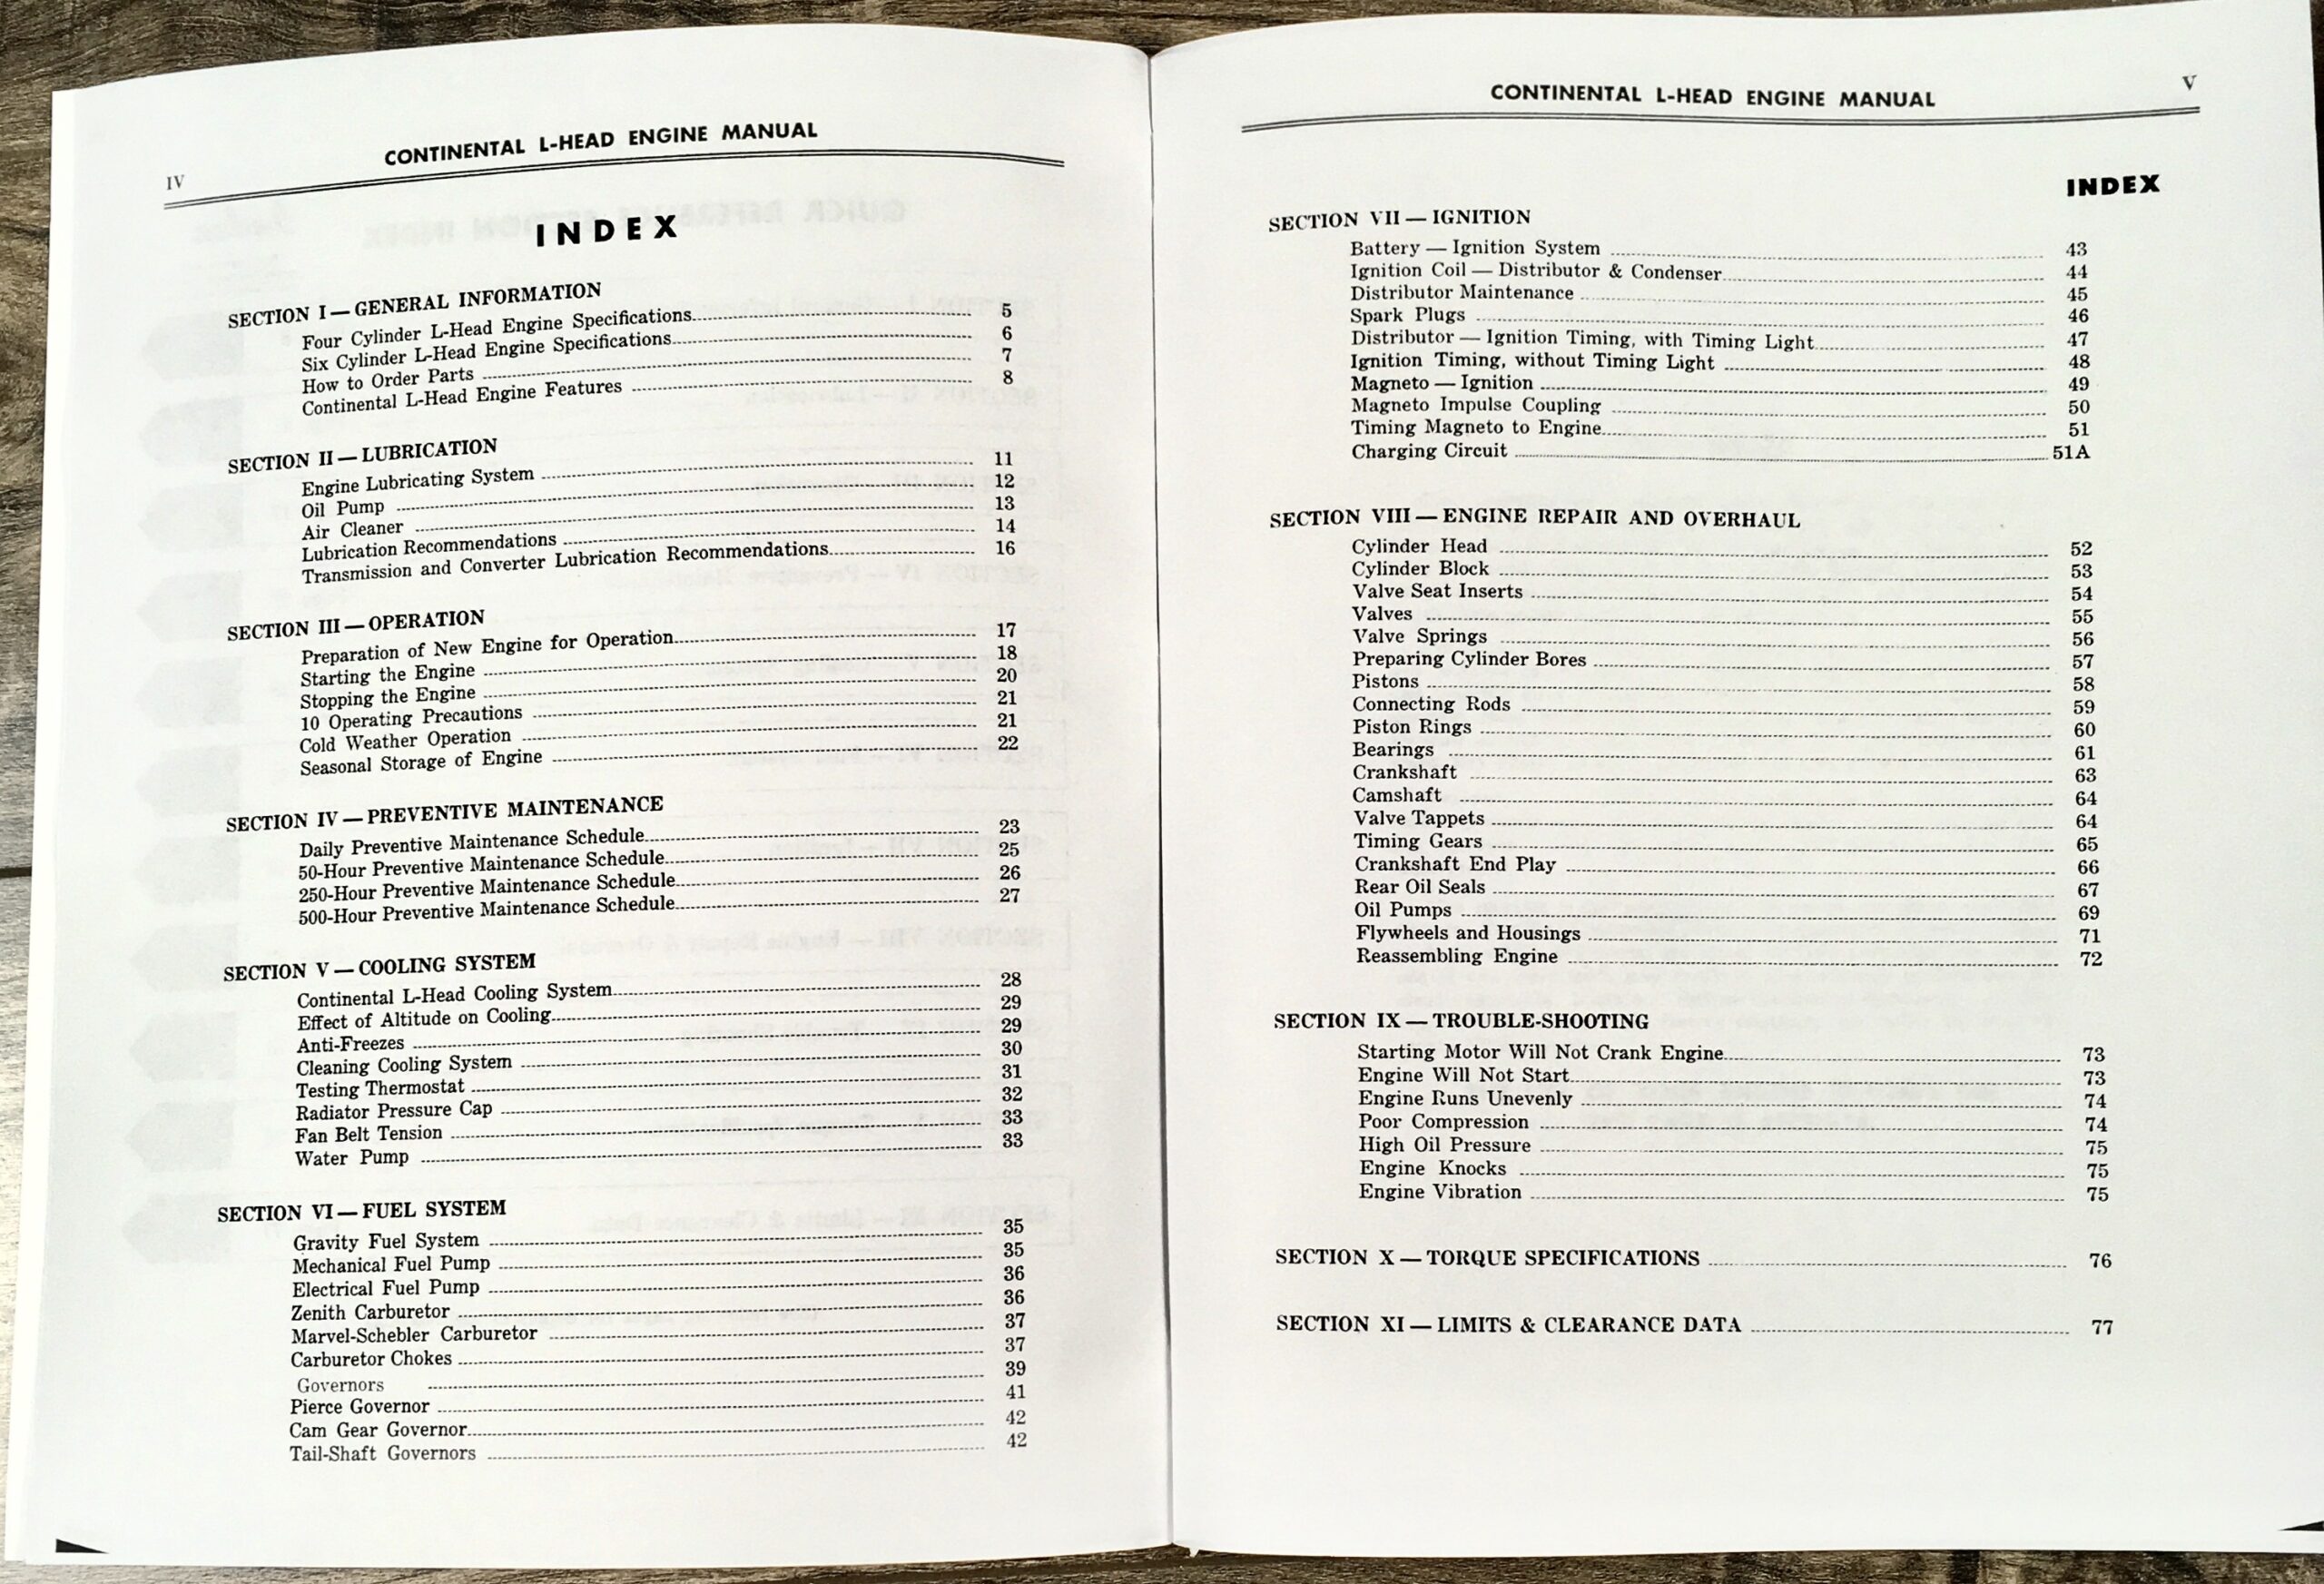 CONTINENTAL L-HEAD ENGINE MANUAL
IV
INDEX
SECTION I — GENERAL INFORMATION
Four Cylinder L-Head Engine Specifications 5
Six Cylinder L-Head Engine Specifications 6
How to Order Parts 7
Continental L-Head Engine Features 8
SECTION II — LUBRICATION
Engine Lubricating System 11
Oil Pump 12
Air Cleaner 13
Lubrication Recommendations 14
Transmission and Converter Lubrication Recommendations 16
SECTION III — OPERATION
Preparation of New Engine for Operation 17
Starting the Engine 18
Stopping the Engine 20
10 Operating Precautions 21
Cold Weather Operation 21
Seasonal Storage of Engine 22
SECTION IV — PREVENTIVE MAINTENANCE
Daily Preventive Maintenance Schedule 23
50-Hour Preventive Maintenance Schedule 25
250-Hour Preventive Maintenance Schedule 26
500-Hour Preventive Maintenance Schedule 27
SECTION V — COOLING SYSTEM
Continental L-Head Cooling System 28
Effect of Altitude on Cooling 29
Anti-Freezes 29
Cleaning Cooling System 30
Testing Thermostat 31
Radiator Pressure Cap 32
Fan Belt Tension 33
Water Pump 33
SECTION VI — FUEL SYSTEM
Gravity Fuel System 35
Mechanical Fuel Pump 35
Electrical Fuel Pump 36
Zenith Carburetor 36
Marvel-Schebler Carburetor 37
Carburetor Chokes 37
Governors 39
Pierce Governor 41
Cam Gear Governor 42
Tail-Shaft Governors 42
CONTINENTAL L-HEAD ENGINE MANUAL
V
INDEX
SECTION VII — IGNITION
Battery — Ignition System 43
Ignition Coil — Distributor & Condenser 44
Distributor Maintenance 45
Spark Plugs 46
Distributor — Ignition Timing, with Timing Light 47
Ignition Timing, without Timing Light 48
Magneto — Ignition 49
Magneto Impulse Coupling 50
Timing Magneto to Engine 51
Charging Circuit 51A
SECTION VIII — ENGINE REPAIR AND OVERHAUL
Cylinder Head 52
Cylinder Block 53
Valve Seat Inserts 54
Valves 55
Valve Springs 56
Preparing Cylinder Bores 57
Pistons 58
Connecting Rods 59
Piston Rings 60
Bearings 61
Crankshaft 63
Camshaft 64
Valve Tappets 64
Timing Gears 65
Crankshaft End Play 66
Rear Oil Seals 67
Oil Pumps 69
Flywheels and Housings 71
Reassembling Engine 72
SECTION IX — TROUBLE-SHOOTING
Starting Motor Will Not Crank Engine 73
Engine Will Not Start 73
Engine Runs Unevenly 74
Poor Compression 74
High Oil Pressure 75
Engine Knocks 75
Engine Vibration 75
SECTION X — TORQUE SPECIFICATIONS 76
SECTION XI — LIMITS & CLEARANCE DATA 77